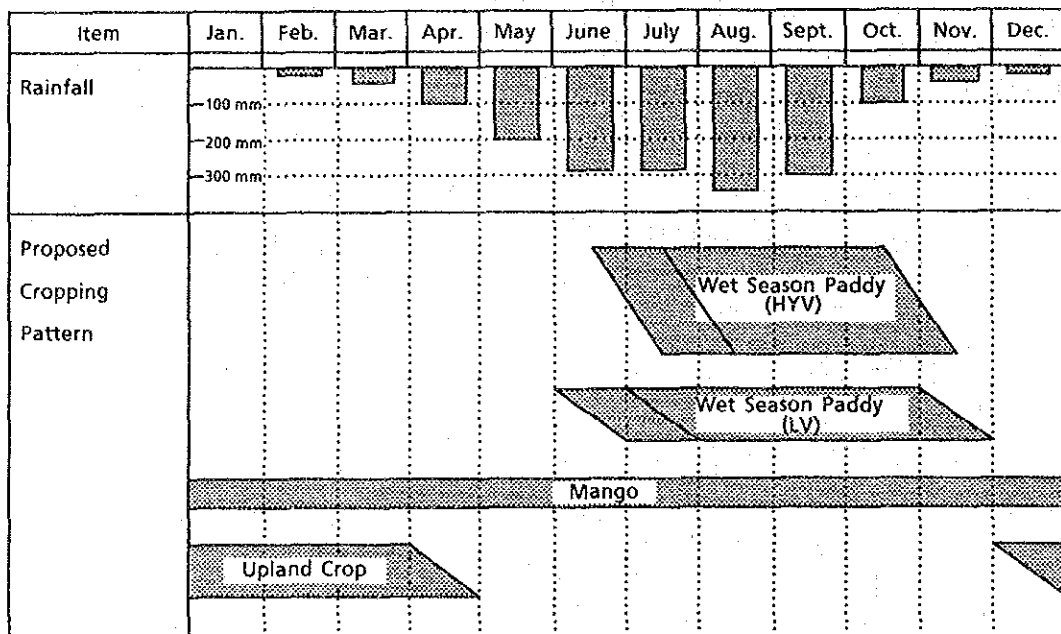 Item Jan. Feb. Mar. Apr. May June July Aug. Sept. Oct. Nov. Dec.
Rainfall
100 mm
200 mm
300 mm
Proposed
Cropping
Pattern
Wet Season Paddy
(HYV)
Wet Season Paddy
(LV)
Mango
Upland Crop